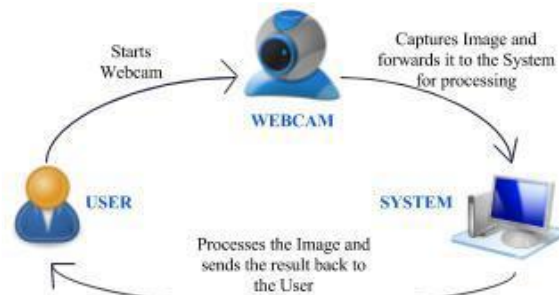 Starts
Webcam
Captures Image and
forwards it to the System
for processing
WEBCAM
USER
SYSTEM
Processes the Image and
sends the result back to
the User